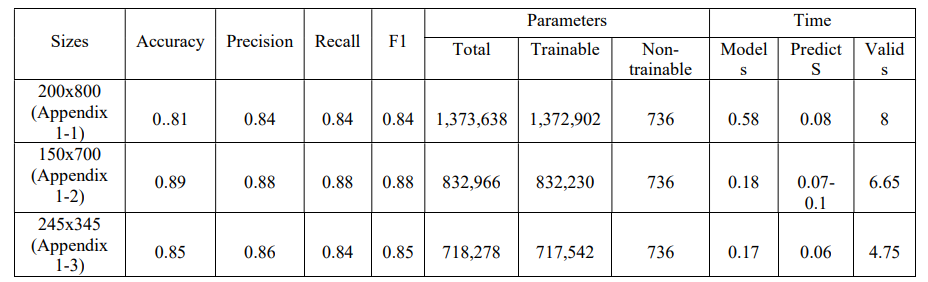 Sizes Accuracy Precision Recall F1 Parameters Time
Total Trainable Non-trainable Model s Predict S Valid s
200x800 (Appendix 1-1) 0..81 0.84 0.84 0.84 1,373,638 1,372,902 736 0.58 0.08 8
150x700 (Appendix 1-2) 0.89 0.88 0.88 0.88 832,966 832,230 736 0.18 0.07-0.1 6.65
245x345 (Appendix 1-3) 0.85 0.86 0.84 0.85 718,278 717,542 736 0.17 0.06 4.75